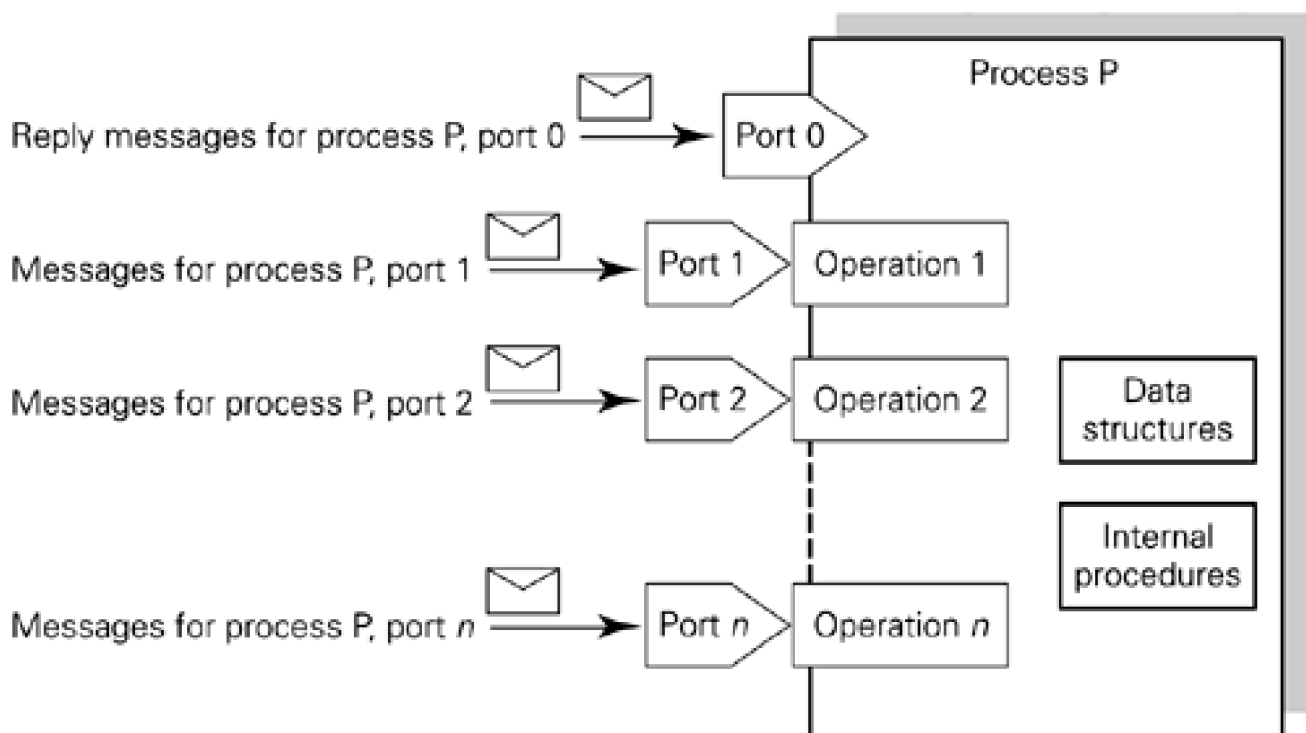 Process P
Reply messages for process P, port 0
Port 0
Messages for process P, port 1
Port 1
Operation 1
Messages for process P, port 2
Port 2
Operation 2
Data
structures
Internal
procedures
Messages for process P, port n
Port n
Operation n